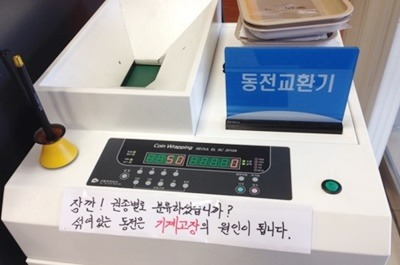 동전교환기
Coin Wrapping
50 0
잠깐! 권종별로 분류하셨습니까?
섞여있는 동전은 기계고장의 원인이 됩니다.